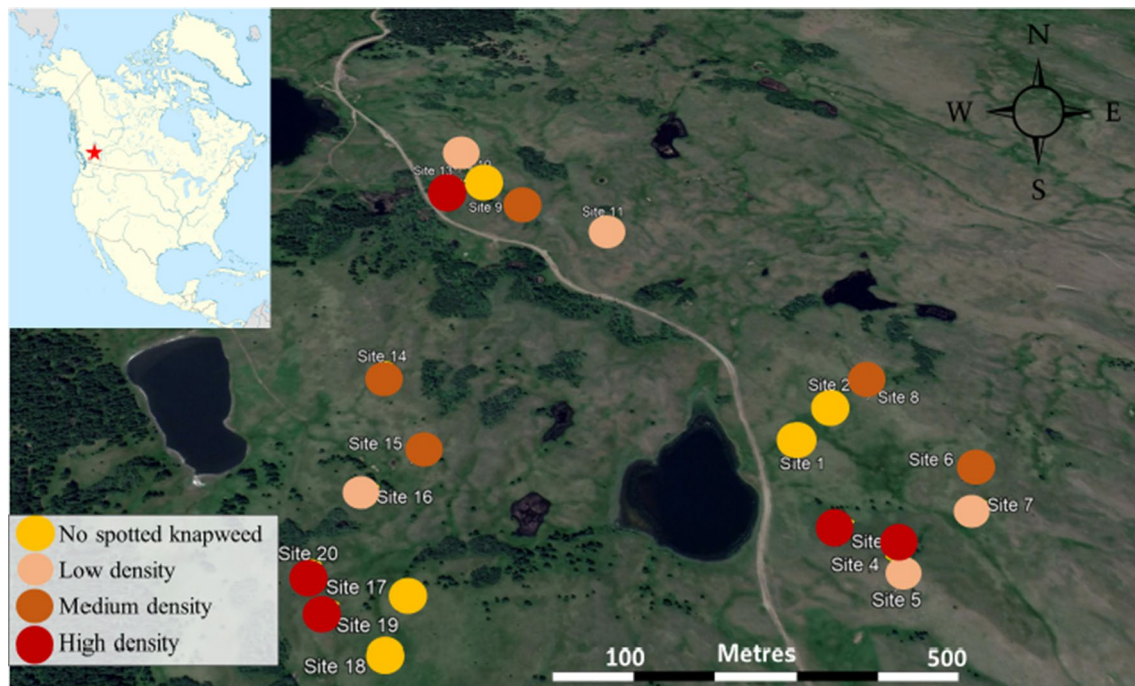 N
W E
S
Site 13
Site 9
Site 11
Site 14
Site 2
Site 8
Site 1
Site 15
Site 6
Site 16
Site 7
No spotted knapweed
Low density
Medium density
High density
Site
Site 4
Site 5
Site 20
Site 17
Site 19
Site 18
100 Metres 500